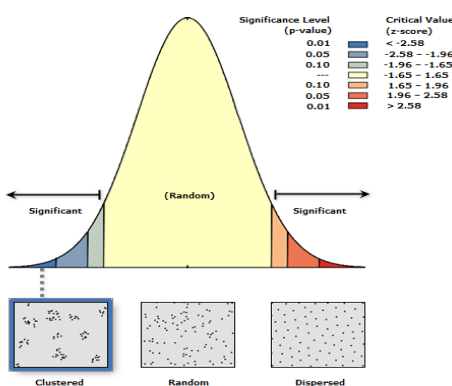 Significance Level Critical Value
(p-value) (z-score)
0.01 < -2.58
0.05 -2.58 – -1.96
0.10 -1.96 – -1.65
--- -1.65 – 1.65
0.10 1.65 – 1.96
0.05 1.96 – 2.58
0.01 > 2.58
(Random)
Significant Significant
Clustered Random Dispersed